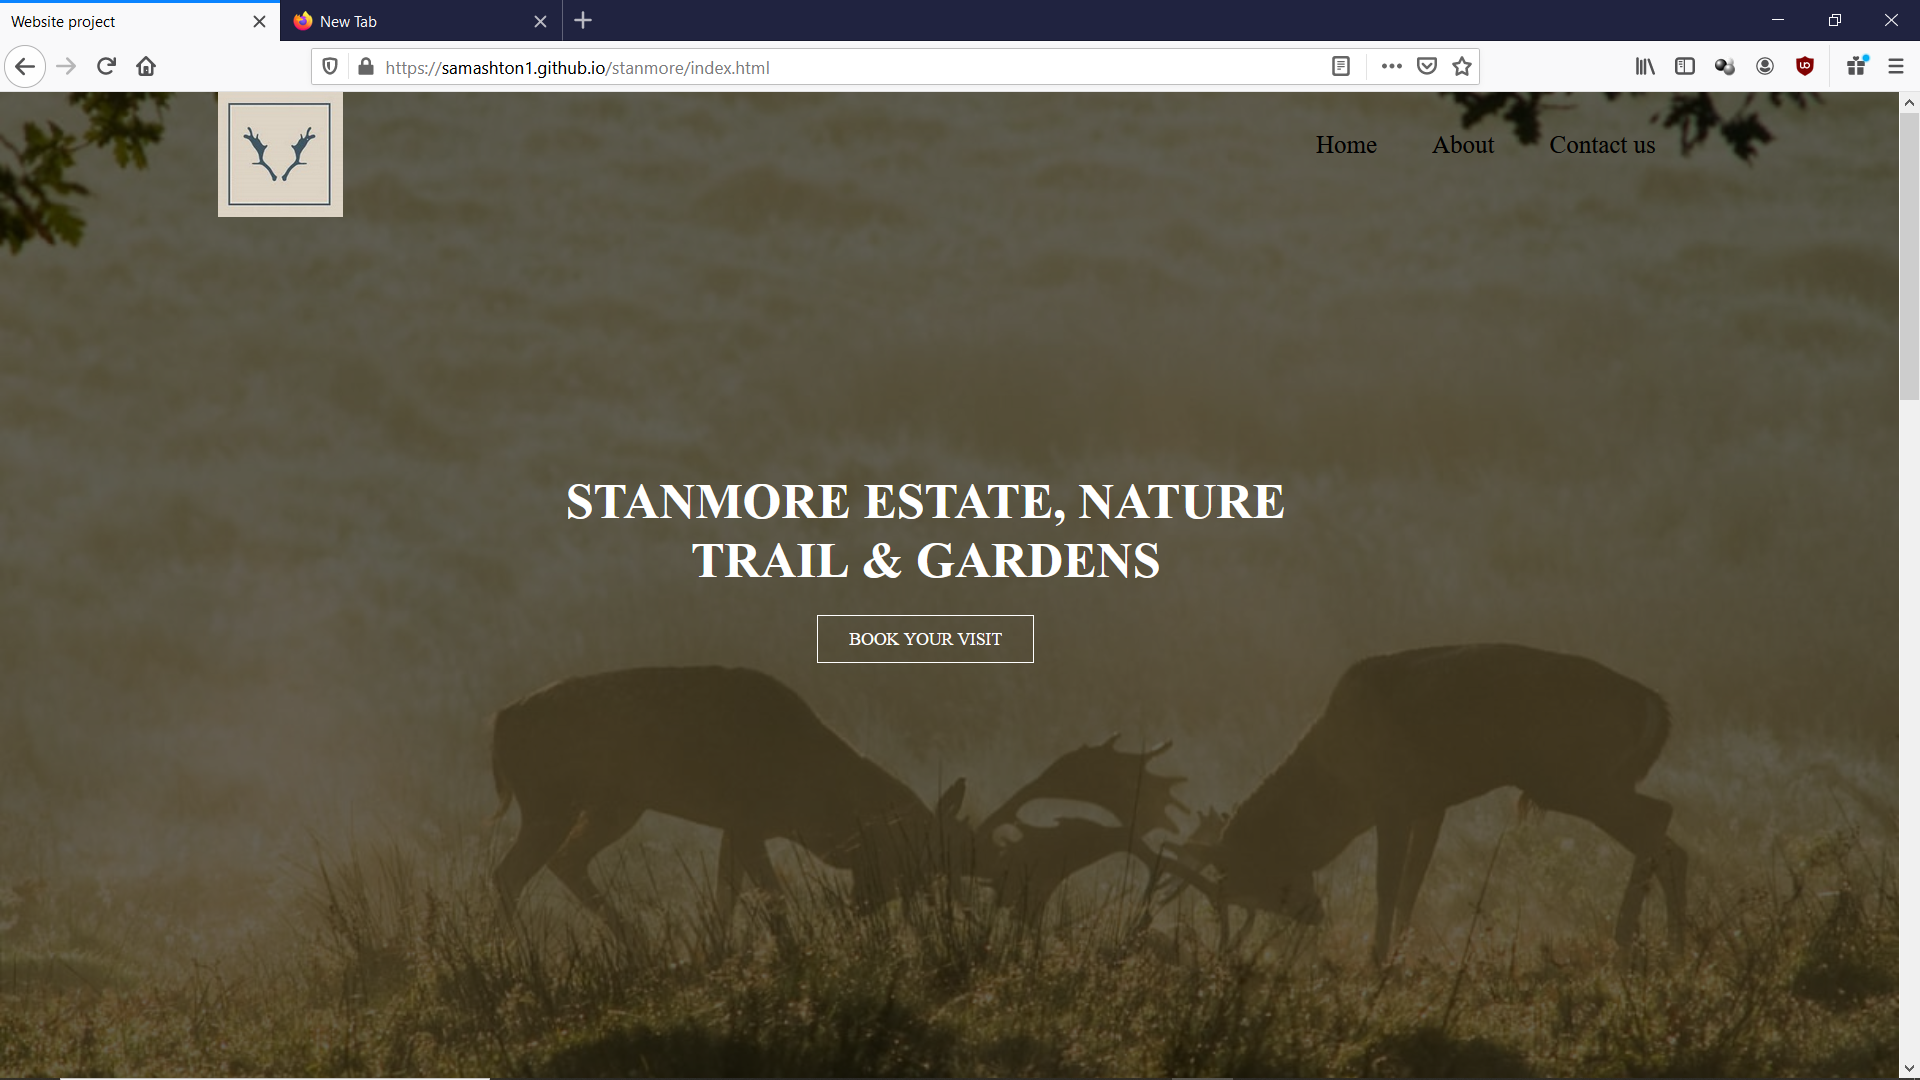 Website project
New Tab
https://samashton1.github.io/stanmore/index.html
Home About Contact us
STANMORE ESTATE, NATURE
TRAIL & GARDENS
BOOK YOUR VISIT